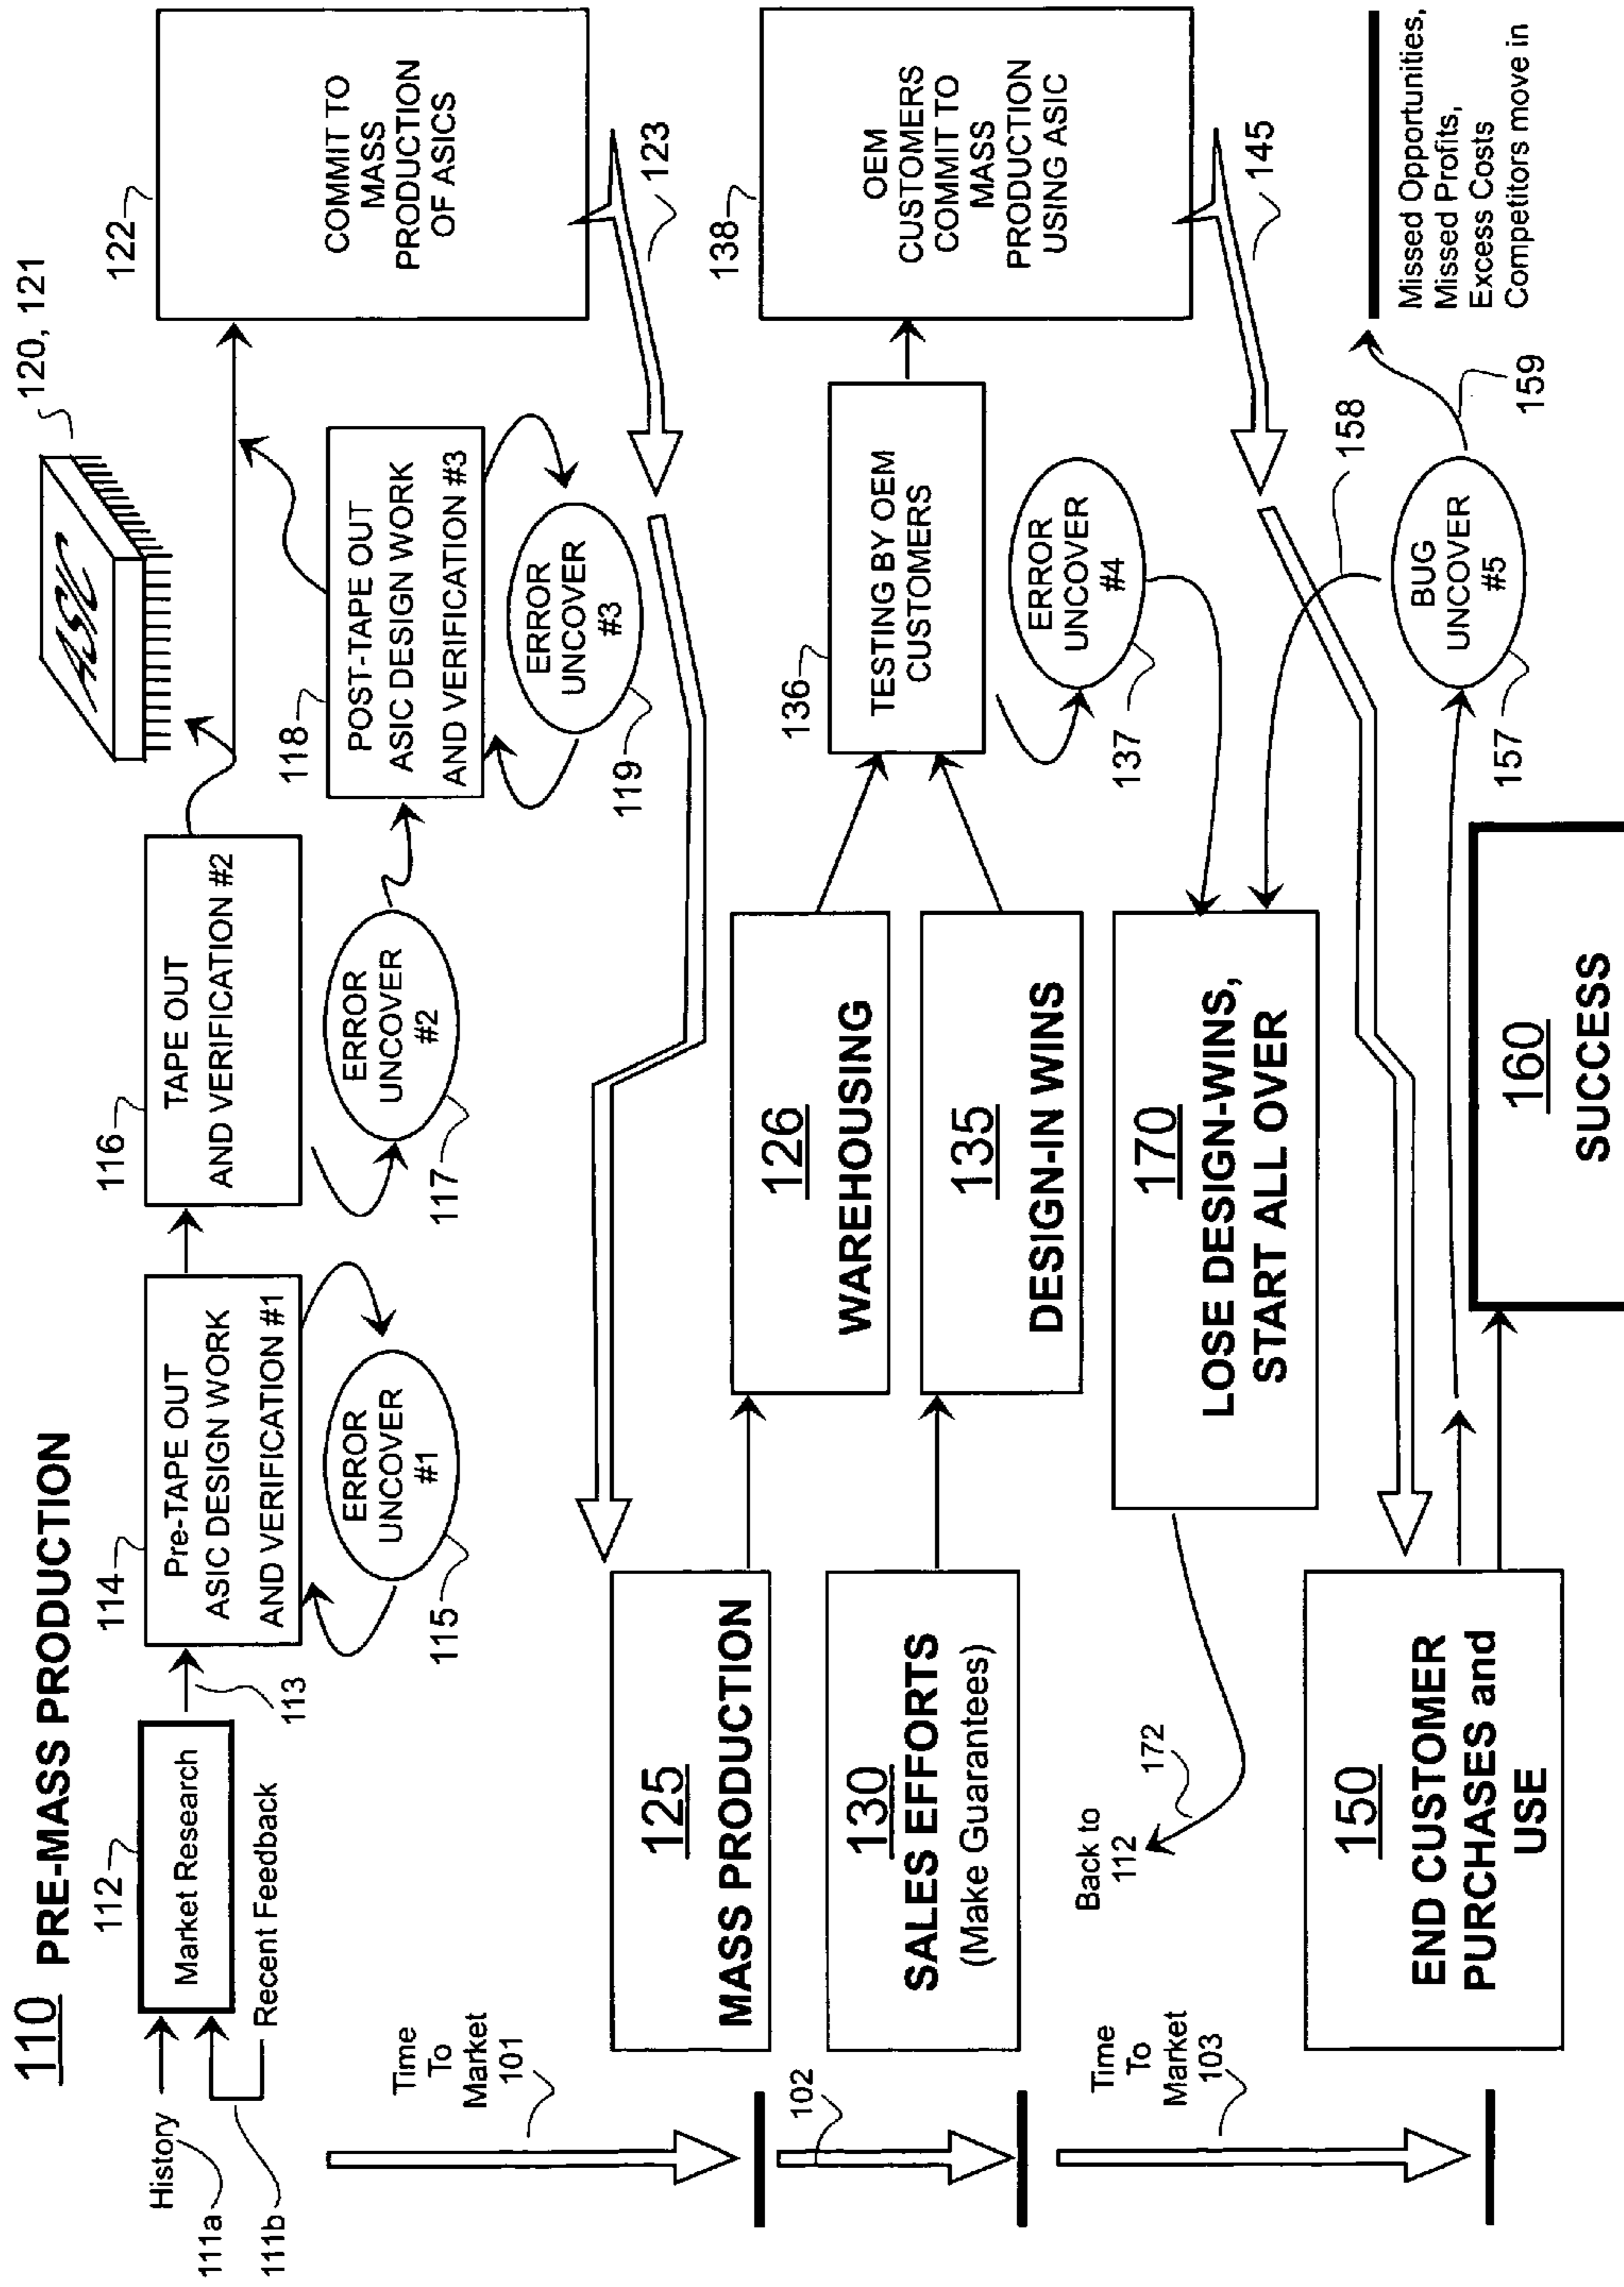 110 PRE-MASS PRODUCTION
120, 121
ASIC
112
Market Research
History
111a
111b
Recent Feedback
113
114
Pre-TAPE OUT
ASIC DESIGN WORK
AND VERIFICATION #1
ERROR
UNCOVER
#1
115
116
TAPE OUT
AND VERIFICATION #2
ERROR
UNCOVER
#2
117
118
POST-TAPE OUT
ASIC DESIGN WORK
AND VERIFICATION #3
ERROR
UNCOVER
#3
119
122
COMMIT TO
MASS
PRODUCTION
OF ASICS
123
Time
To
Market
101
125
MASS PRODUCTION
126
WAREHOUSING
102
130
SALES EFFORTS
(Make Guarantees)
135
DESIGN-IN WINS
136
TESTING BY OEM
CUSTOMERS
ERROR
UNCOVER
#4
137
138
OEM
CUSTOMERS
COMMIT TO
MASS
PRODUCTION
USING ASIC
145
Time
To
Market
103
Back to
112
172
170
LOSE DESIGN-WINS,
START ALL OVER
150
END CUSTOMER
PURCHASES and
USE
158
BUG
UNCOVER
#5
157
159
Missed Opportunities,
Missed Profits,
Excess Costs
Competitors move in
160
SUCCESS